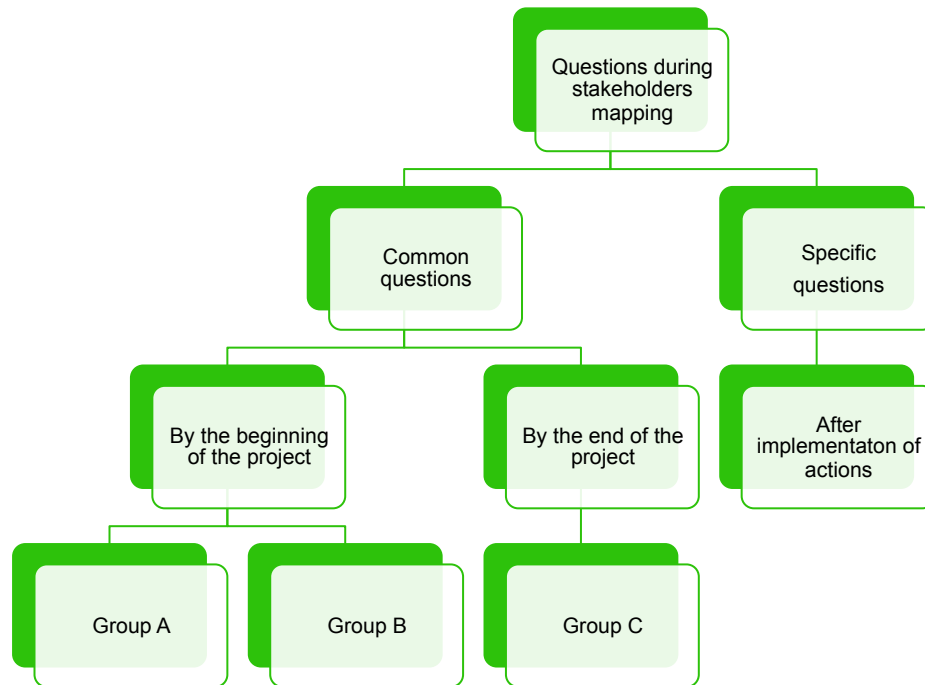 Questions during
stakeholders
mapping
Common
questions
Specific
questions
By the beginning
of the project
By the end of the
project
After
implementaton of
actions
Group A
Group B
Group C